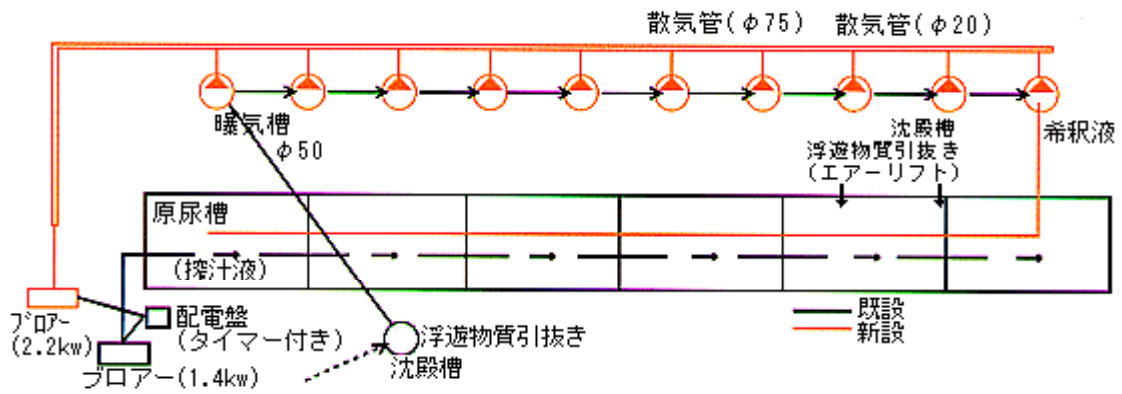 散気管(φ75) 散気管(φ20)
曝気槽
φ50
沈殿槽
浮遊物質引抜き
(エアーリフト)
希釈液
原尿槽
(搾汁液)
ブロアー
(2.2kw)
配電盤
(タイマー付き)
ブロアー(1.4kw)
浮遊物質引抜き
沈殿槽
既設
新設